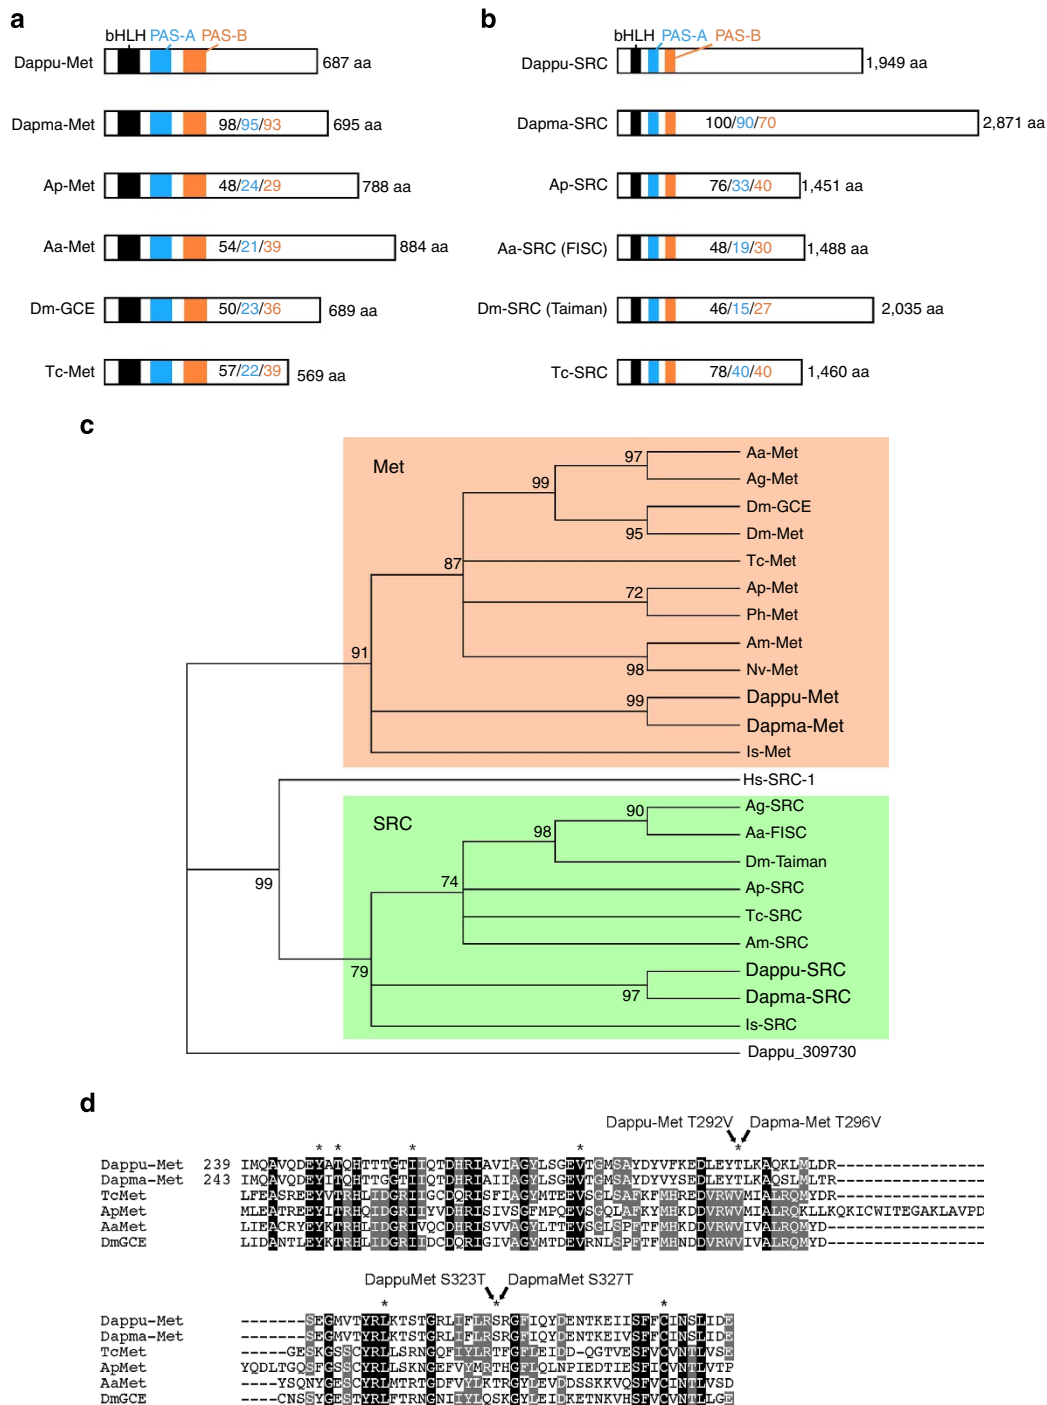 a
bHLH PAS-A PAS-B
Dappu-Met 687 aa
Dapma-Met 98/95/93 695 aa
Ap-Met 48/24/29 788 aa
Aa-Met 54/21/39 884 aa
Dm-GCE 50/23/36 689 aa
Tc-Met 57/22/39 569 aa
b
bHLH PAS-A PAS-B
Dappu-SRC 1,949 aa
Dapma-SRC 100/90/70 2,871 aa
Ap-SRC 76/33/40 1,451 aa
Aa-SRC (FISC) 48/19/30 1,488 aa
Dm-SRC (Taiman) 46/15/27 2,035 aa
Tc-SRC 78/40/40 1,460 aa
c
Met
97 Aa-Met
Ag-Met
99
Dm-GCE
95 Dm-Met
87 Tc-Met
72 Ap-Met
Ph-Met
Am-Met
98 Nv-Met
91
99 Dappu-Met
Dapma-Met
Is-Met
Hs-SRC-1
SRC
90 Ag-SRC
98 Aa-FISC
Dm-Taiman
74 Ap-SRC
99
Tc-SRC
Am-SRC
79 Dappu-SRC
97 Dapma-SRC
Is-SRC
Dappu_309730
d
Dappu-Met T292V Dapma-Met T296V
* * * * *
Dappu-Met 239 IMQAVQDEYATQHTTTGTIIQTDHRIAVIAGYLSGEVTGMSAYDYVFKEDLEYTLKAQKLMLDR----------------
Dapma-Met 243 IMQAVQDEYITQHTTGGTIIQTDHRIAFIAGYLSGEVTGMSAYDYVYSEDLEYTLKAQSLMLDR----------------
TcMet LFEASREEYVTRHLIDGRIIGCDQRISFIAGYMTEEVSGLSAFKFMHREDVRWVMIALRQMYDR----------------
ApMet MLEATREEYITRHQIDGRIIYVDHRISIVSGFMPQEVSGQLAFKYMHKDDVRWVMIALRQKLLKQKICWITEGAKLAVPD
AaMet LIEACRYEYKTRHLIDGRIVQCDHRISVVAGYLTTEVSGLSPFTFMHKDDVRWVIVALRQMYD-----------------
DmGCE LIDANTLEYKTRHLIDGRIIDCDQRIGIVAGYMTDEVRNLSPFTFMHNDDVRWVIVALRQMYD-----------------
DappuMet S323T DapmaMet S327T
* * *
Dappu-Met -------SEGMVTYRLKTSTGRLIFLRSRGFIQYDENTKEIISFFCINSLIDE
Dapma-Met -------SEGMVTYRLKTSTGRLIFLRSRGFIQYDENTKEIISFFCINSLIDE
TcMet -----GESKGSSCYRLLSRNGQFIYLRTFGFLEIDD-QGTVESFVCVNTLVSE
ApMet YQDLTGQSFGSSCYRLLSKNGEFVYMRTHGFLQLNPIEDTIESFICVNTLVTP
AaMet ----YSQNYGESCYRLMTRTGDFVYLKTRGYLEVDDSSKKVQSFVCINTLVSD
DmGCE ----CNSSYGESTYRLFTRNGNIIYLQSKGYLEIDKETNKVHSFVCVNTLLGE